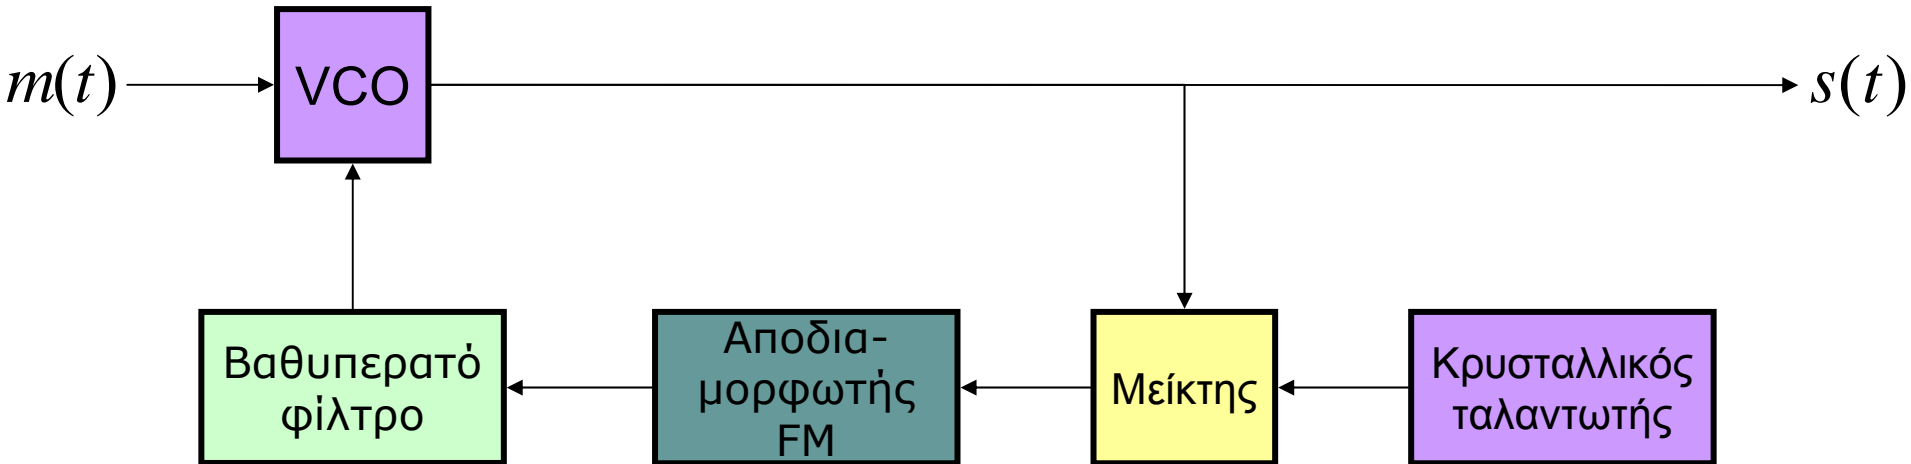 m(t)
VCO
s(t)
Βαθυπερατό
φίλτρο
Αποδια-
μορφωτής
FM
Μείκτης
Κρυσταλλικός
ταλαντωτής